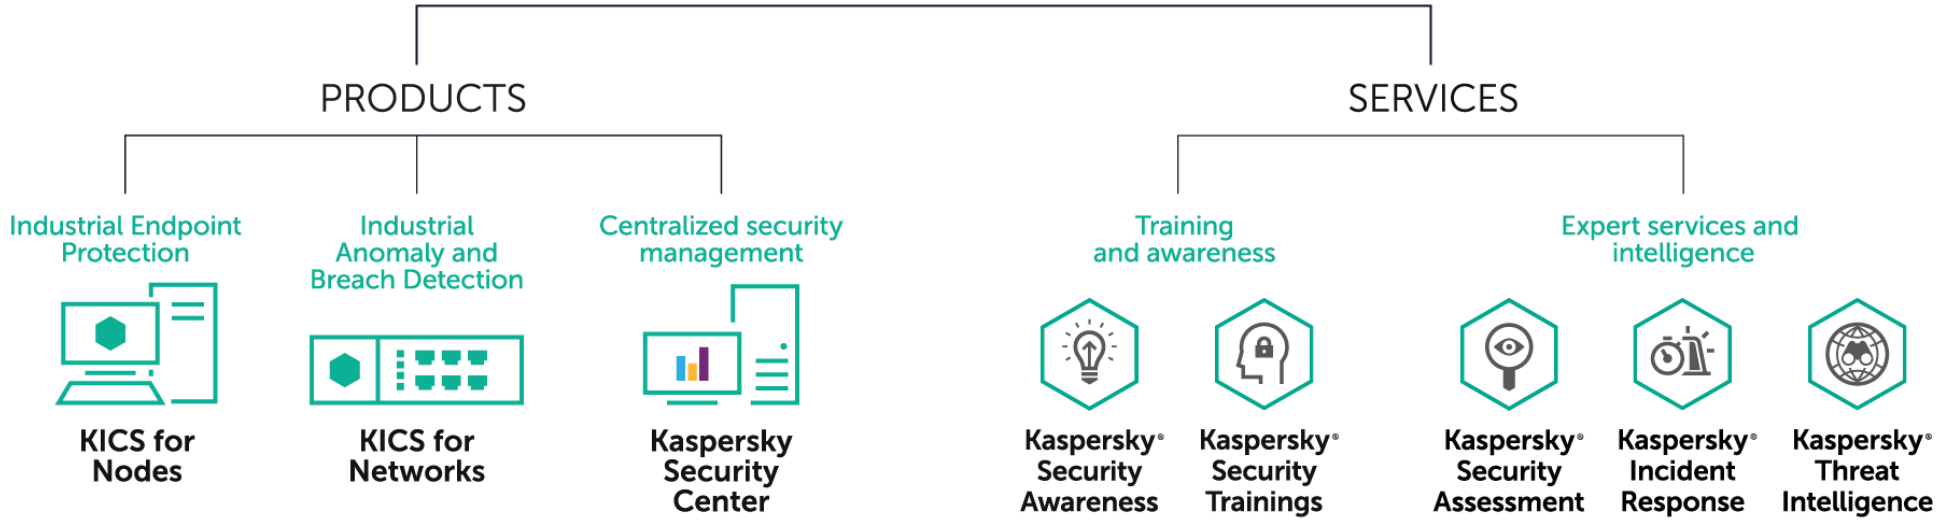 PRODUCTS
SERVICES
Industrial Endpoint
Protection
Industrial
Anomaly and
Breach Detection
Centralized security
management
Training
and awareness
Expert services and
intelligence
KICS for
Nodes
KICS for
Networks
Kaspersky
Security
Center
Kaspersky®
Security
Awareness
Kaspersky®
Security
Trainings
Kaspersky®
Security
Assessment
Kaspersky®
Incident
Response
Kaspersky®
Threat
Intelligence